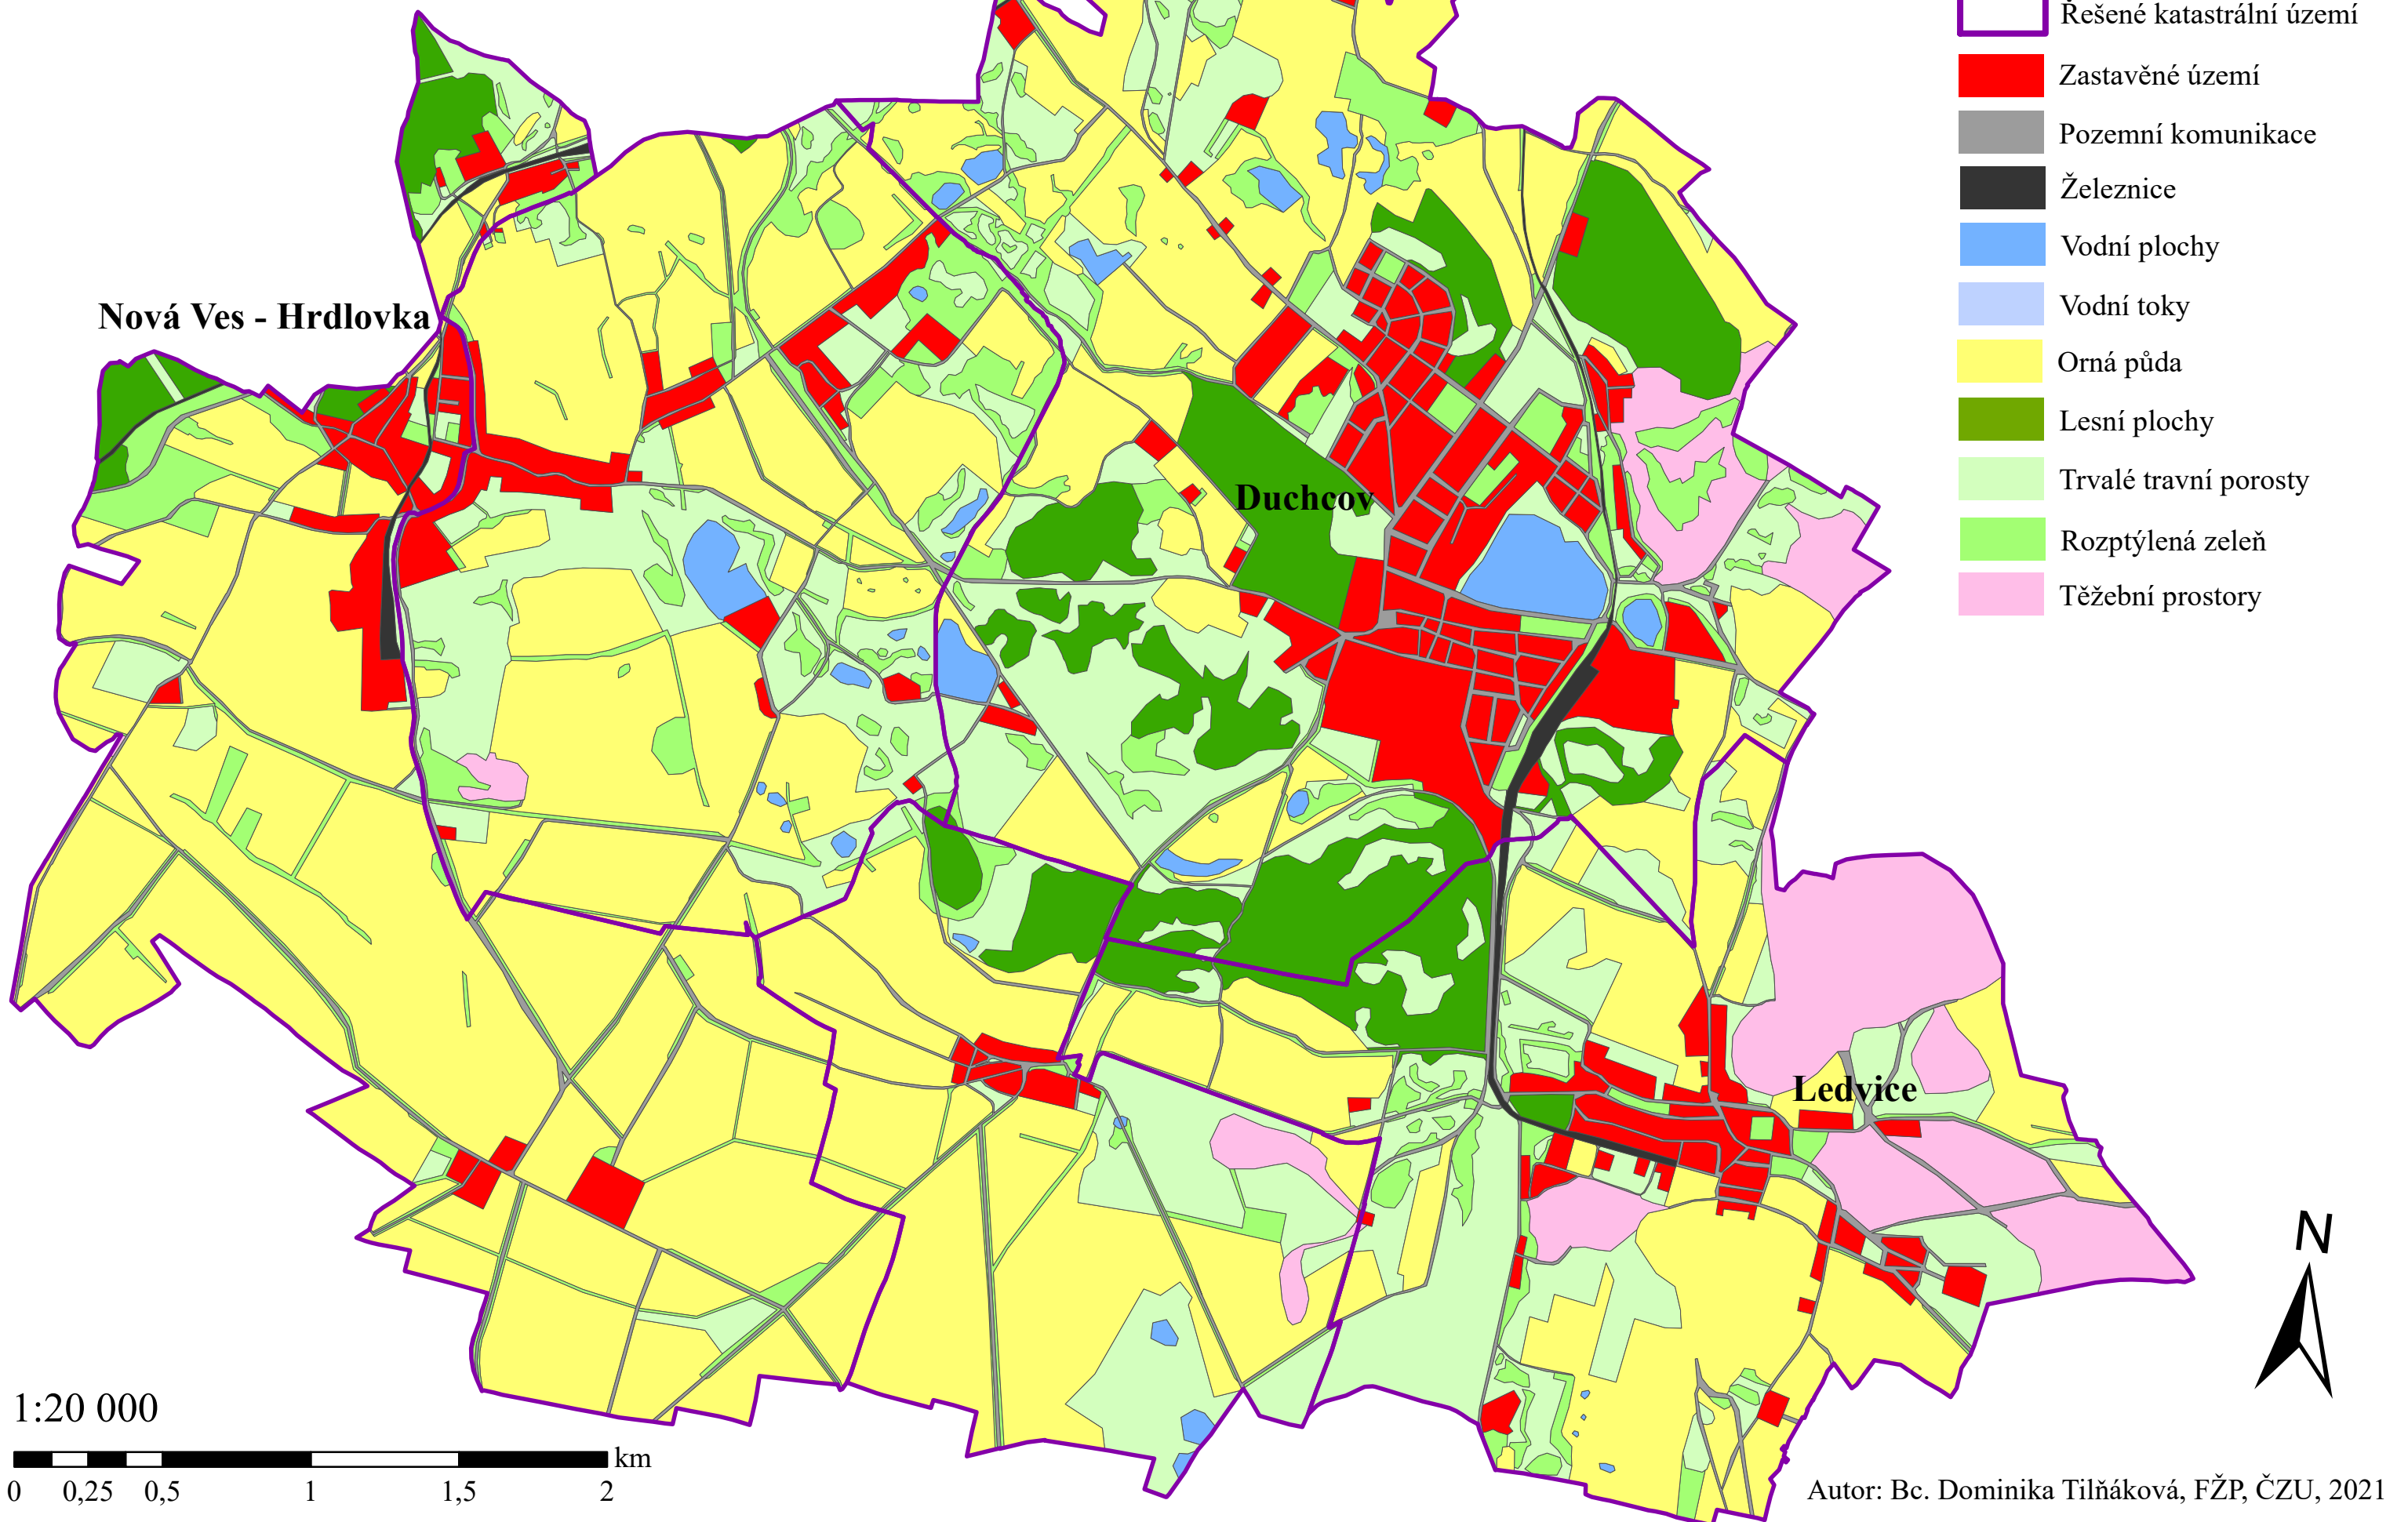 Řešené katastrální území
Zastavěné území
Pozemní komunikace
Železnice
Vodní plochy
Vodní toky
Orná půda
Lesní plochy
Trvalé travní porosty
Rozptýlená zeleň
Těžební prostory
Nová Ves - Hrdlovka
Duchcov
Ledvice
N
1:20 000
km
0 0,25 0,5 1 1,5 2
Autor: Bc. Dominika Tilňáková, FŽP, ČZU, 2021